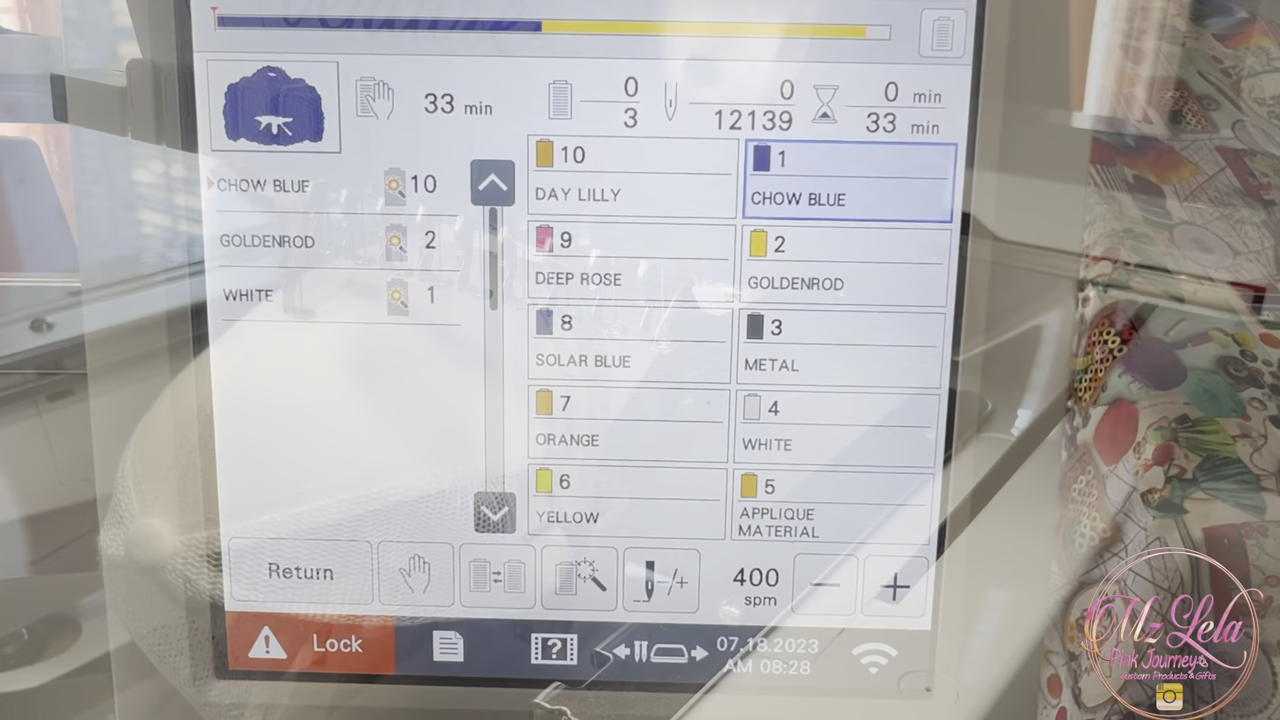 33 min
0
3
0
12139
0 min
33 min
CHOW BLUE 10
GOLDENROD 2
WHITE 1
10
DAY LILLY
1
CHOW BLUE
9
DEEP ROSE
2
GOLDENROD
8
SOLAR BLUE
3
METAL
7
ORANGE
4
WHITE
6
YELLOW
5
APPLIQUE
MATERIAL
Return
-/+
400
spm
− +
Lock
?
07.18.2023
AM 08:28
Mz Lela
Pink Journey
Custom Products & Gifts